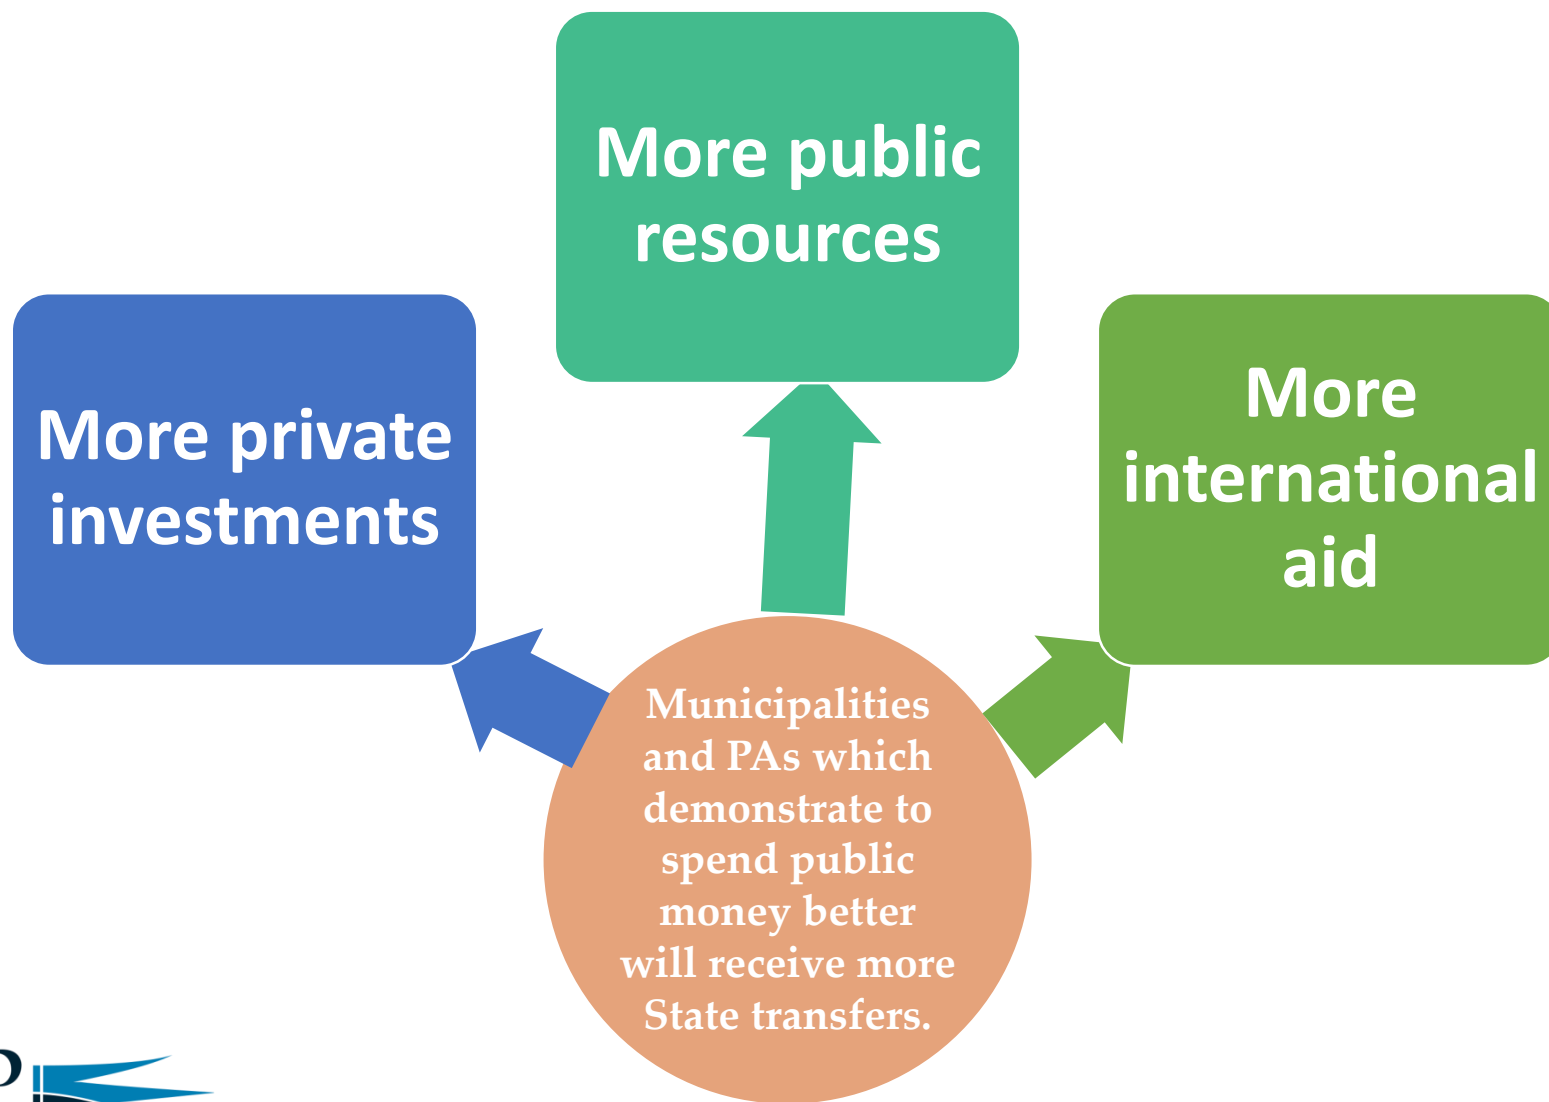 More public
resources
More private
investments
More
international
aid
Municipalities
and PAs which
demonstrate to
spend public
money better
will receive more
State transfers.